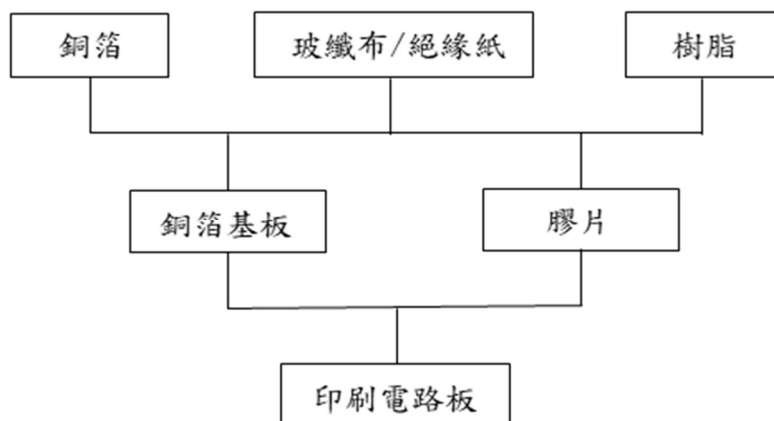 銅箔
玻纖布/絕緣紙
樹脂
銅箔基板
膠片
印刷電路板